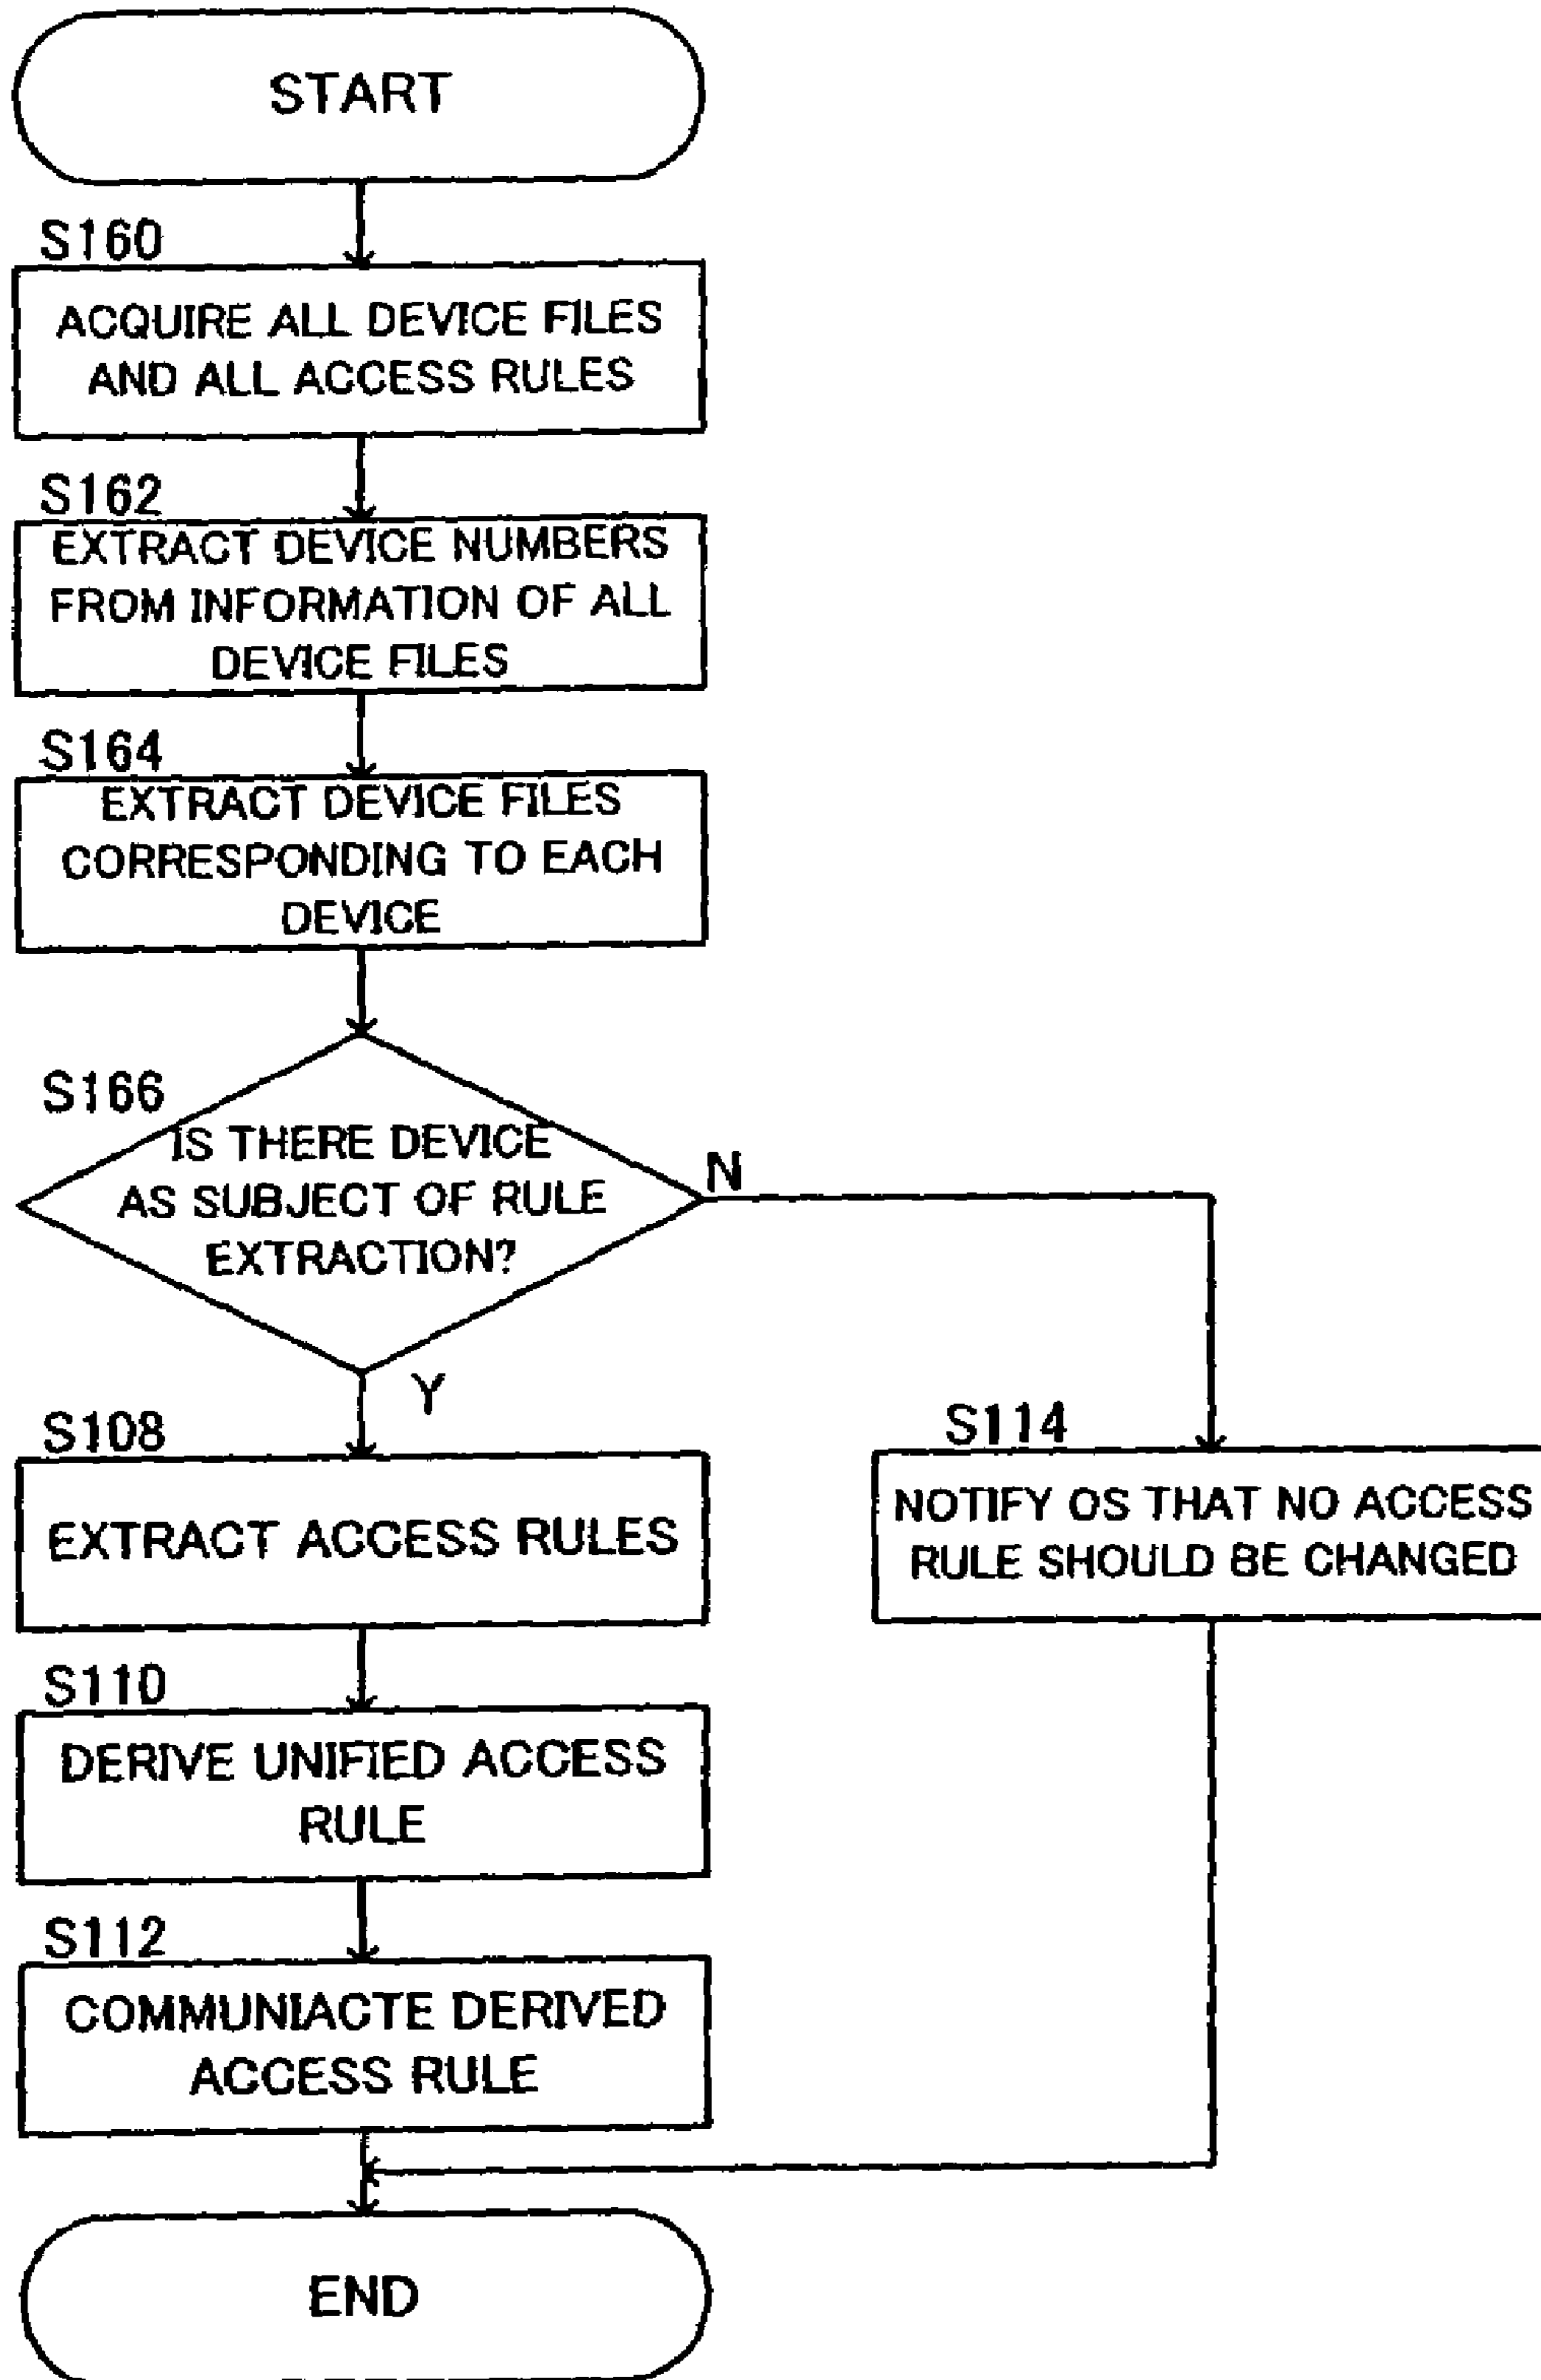 START
S160
ACQUIRE ALL DEVICE FILES
AND ALL ACCESS RULES
S162
EXTRACT DEVICE NUMBERS
FROM INFORMATION OF ALL
DEVICE FILES
S164
EXTRACT DEVICE FILES
CORRESPONDING TO EACH
DEVICE
S166
IS THERE DEVICE
AS SUBJECT OF RULE
EXTRACTION?
N
Y
S108
EXTRACT ACCESS RULES
S114
NOTIFY OS THAT NO ACCESS
RULE SHOULD BE CHANGED
S110
DERIVE UNIFIED ACCESS
RULE
S112
COMMUNIACTE DERIVED
ACCESS RULE
END